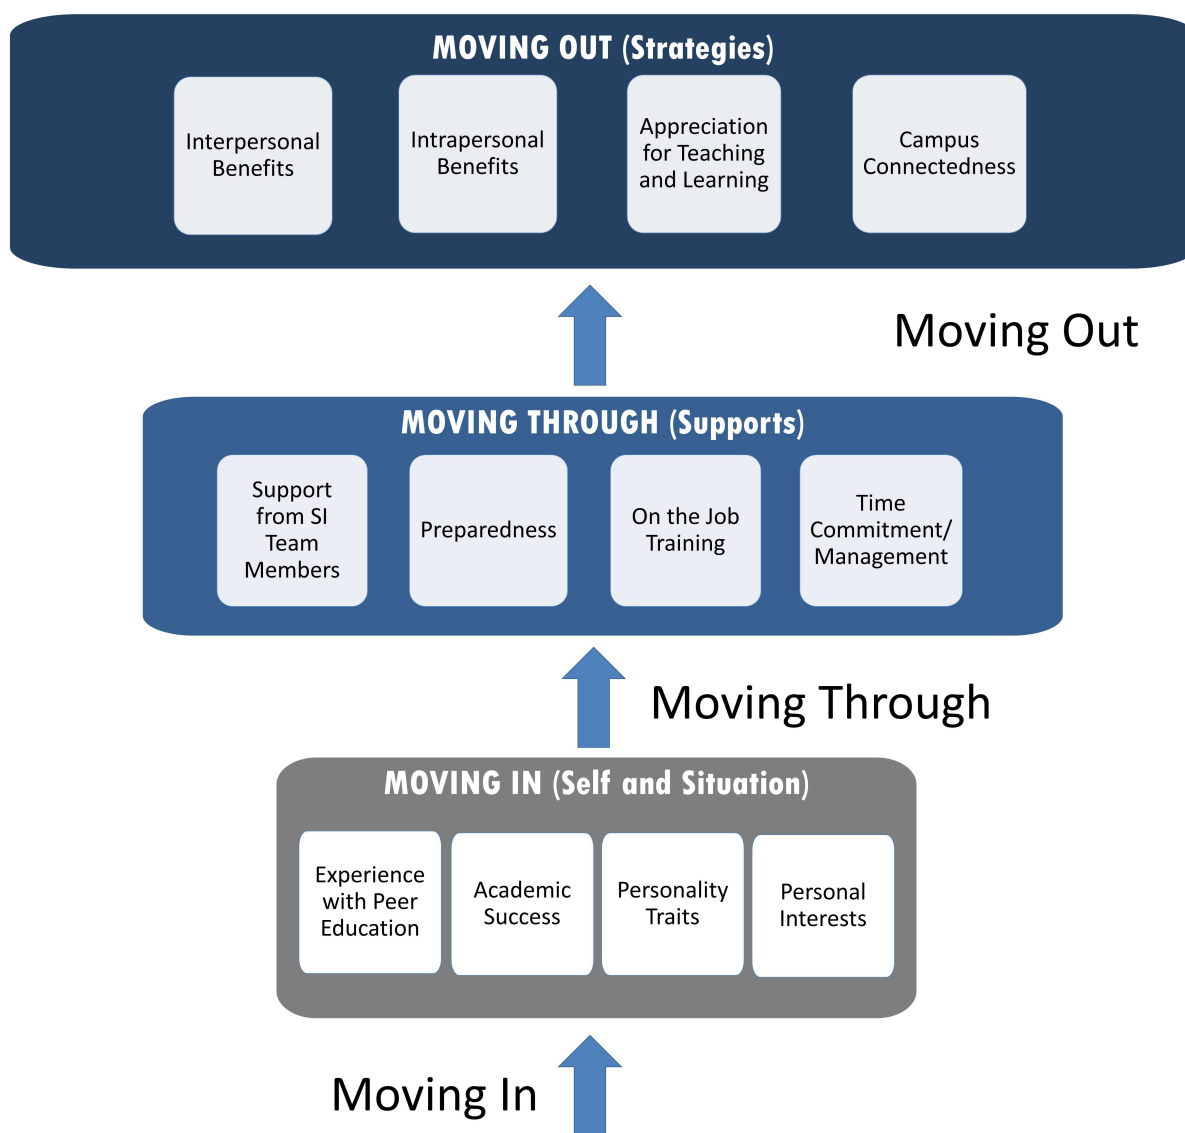 MOVING OUT (Strategies)
Interpersonal
Benefits
Intrapersonal
Benefits
Appreciation
for Teaching
and Learning
Campus
Connectedness
Moving Out
MOVING THROUGH (Supports)
Support
from SI
Team
Members
Preparedness
On the Job
Training
Time
Commitment/
Management
Moving Through
MOVING IN (Self and Situation)
Experience
with Peer
Education
Academic
Success
Personality
Traits
Personal
Interests
Moving In